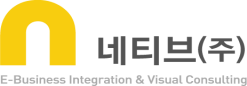 네티브(주)
E-Business Integration & Visual Consulting